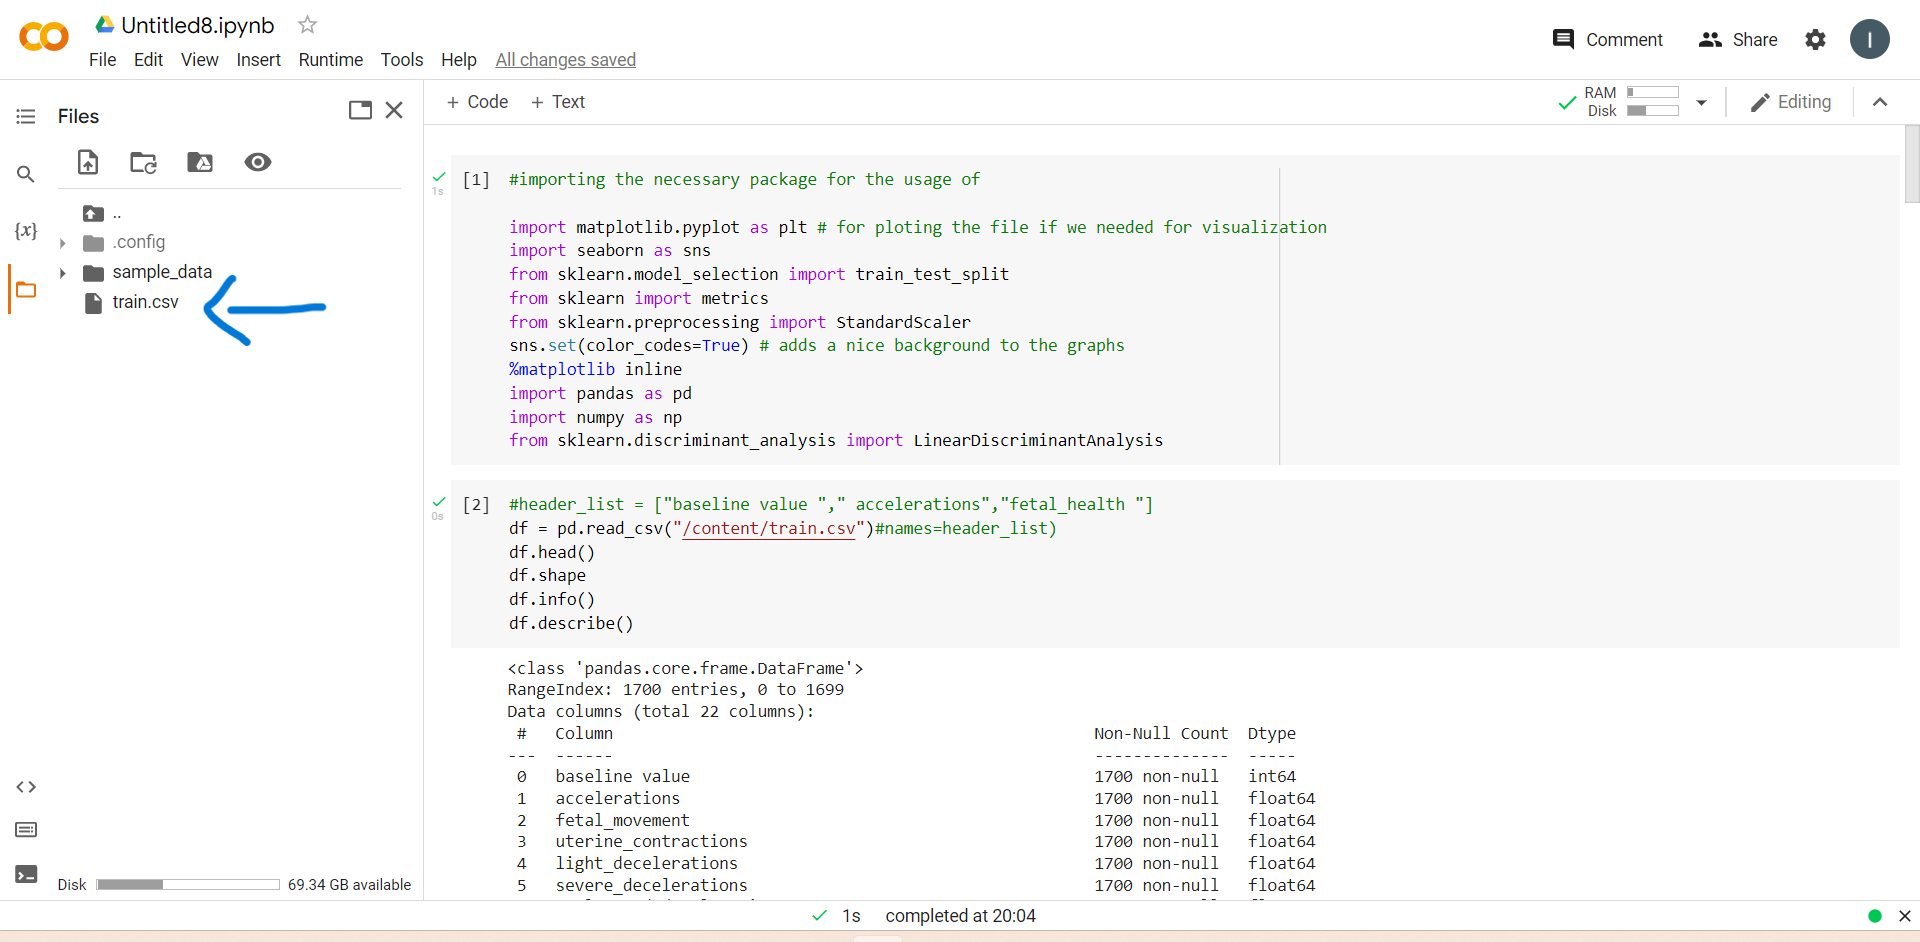 Untitled8.ipynb
File Edit View Insert Runtime Tools Help All changes saved
Comment Share I
Files
+ Code + Text
RAM
Disk
Editing
{x}
..
.config
sample_data
train.csv
1s
[1] #importing the necessary package for the usage of
import matplotlib.pyplot as plt # for ploting the file if we needed for visualization
import seaborn as sns
from sklearn.model_selection import train_test_split
from sklearn import metrics
from sklearn.preprocessing import StandardScaler
sns.set(color_codes=True) # adds a nice background to the graphs
%matplotlib inline
import pandas as pd
import numpy as np
from sklearn.discriminant_analysis import LinearDiscriminantAnalysis
0s
[2] #header_list = ["baseline value "," accelerations","fetal_health "]
df = pd.read_csv("/content/train.csv")#names=header_list)
df.head()
df.shape
df.info()
df.describe()
<class 'pandas.core.frame.DataFrame'>
RangeIndex: 1700 entries, 0 to 1699
Data columns (total 22 columns):
# Column Non-Null Count Dtype
--- ------ -------------- -----
0 baseline value 1700 non-null int64
1 accelerations 1700 non-null float64
2 fetal_movement 1700 non-null float64
3 uterine_contractions 1700 non-null float64
4 light_decelerations 1700 non-null float64
5 severe_decelerations 1700 non-null float64
Disk 69.34 GB available
1s completed at 20:04